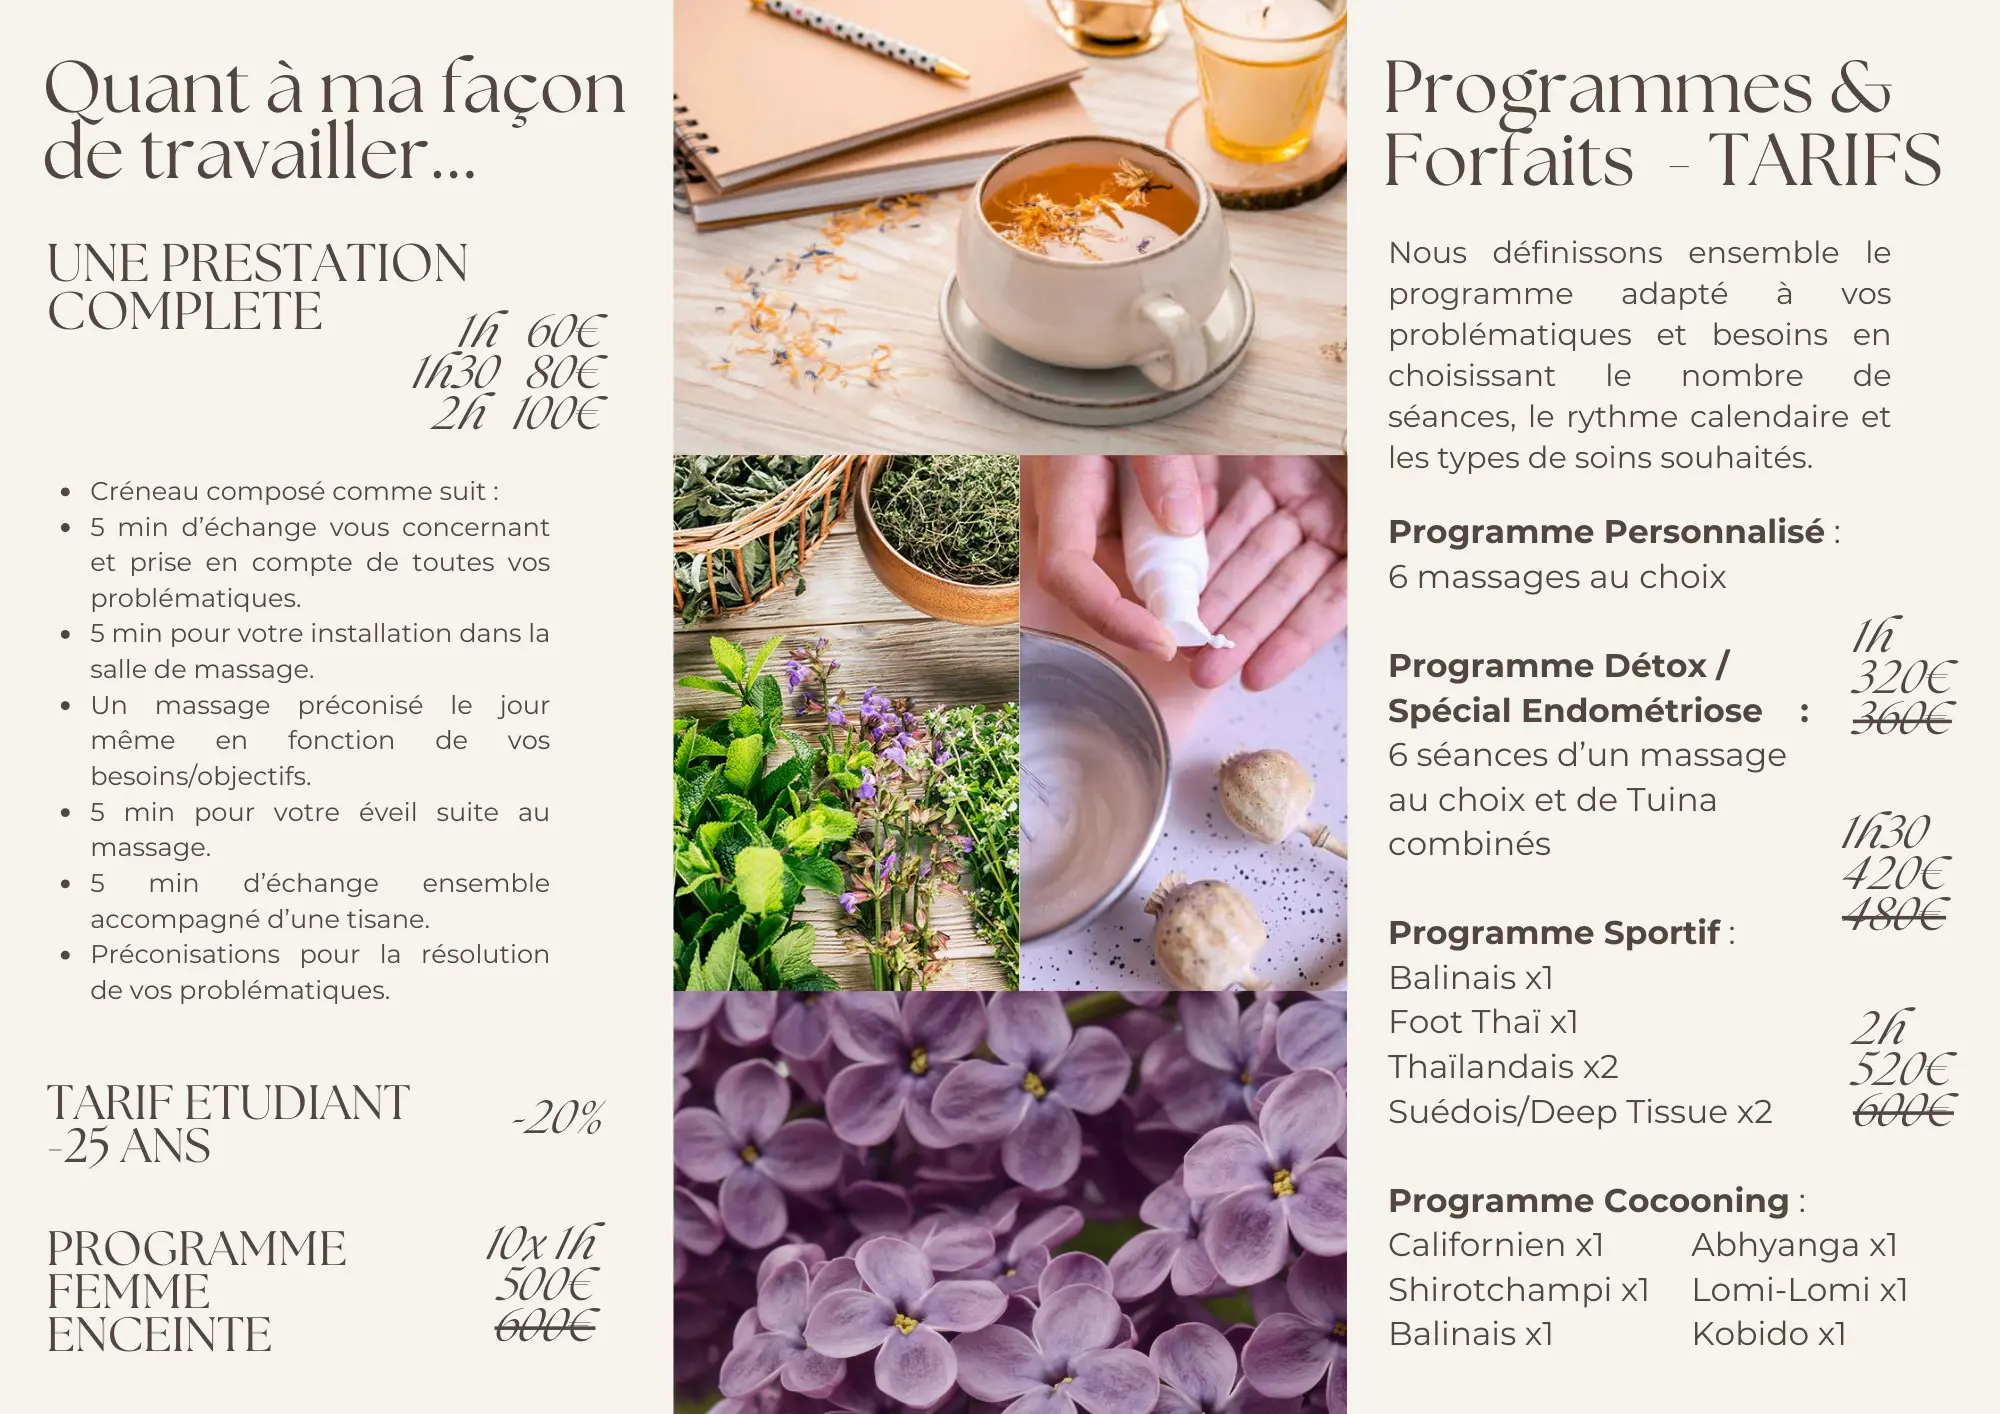 Quant à ma façon
de travailler...
UNE PRESTATION
COMPLETE
1h 60€
1h30 80€
2h 100€
• Créneau composé comme suit :
• 5 min d’échange vous concernant
et prise en compte de toutes vos
problématiques.
• 5 min pour votre installation dans la
salle de massage.
• Un massage préconisé le jour
même en fonction de vos
besoins/objectifs.
• 5 min pour votre éveil suite au
massage.
• 5 min d’échange ensemble
accompagné d’une tisane.
• Préconisations pour la résolution
de vos problématiques.
TARIF ETUDIANT
-25 ANS
-20%
PROGRAMME
FEMME
ENCEINTE
10x 1h
500€
600€
Programmes &
Forfaits - TARIFS
Nous définissons ensemble le
programme adapté à vos
problématiques et besoins en
choisissant le nombre de
séances, le rythme calendaire et
les types de soins souhaités.
Programme Personnalisé :
6 massages au choix
Programme Détox /
Spécial Endométriose :
6 séances d’un massage
au choix et de Tuina
combinés
Programme Sportif :
Balinais x1
Foot Thaï x1
Thaïlandais x2
Suédois/Deep Tissue x2
1h
320€
360€
1h30
420€
480€
2h
520€
600€
Programme Cocooning :
Californien x1 Abhyanga x1
Shirotchampi x1 Lomi-Lomi x1
Balinais x1 Kobido x1